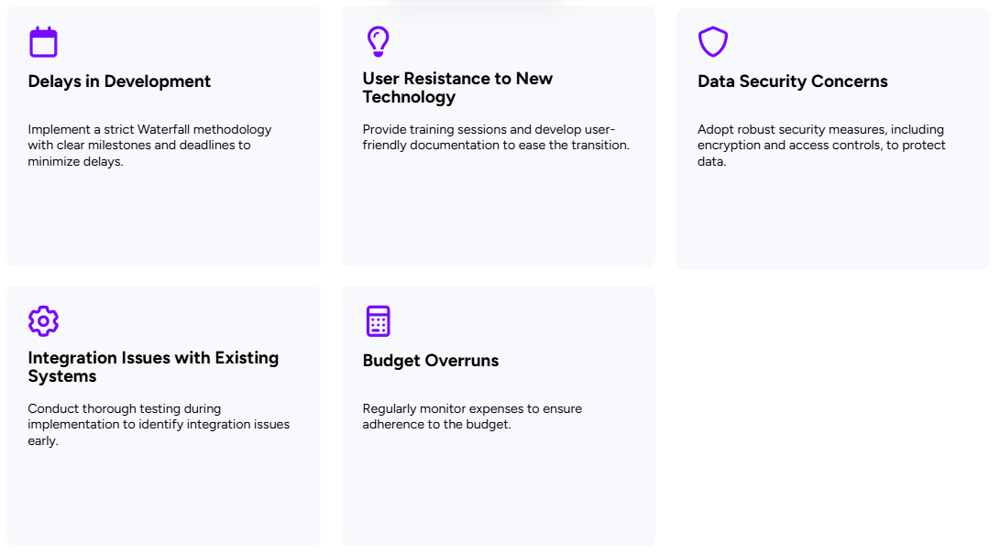 Delays in Development
Implement a strict Waterfall methodology
with clear milestones and deadlines to
minimize delays.
User Resistance to New
Technology
Provide training sessions and develop user-
friendly documentation to ease the transition.
Data Security Concerns
Adopt robust security measures, including
encryption and access controls, to protect
data.
Integration Issues with Existing
Systems
Conduct thorough testing during
implementation to identify integration issues
early.
Budget Overruns
Regularly monitor expenses to ensure
adherence to the budget.